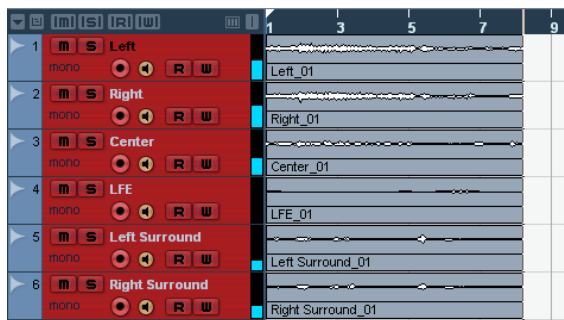 m S R W
1 3 5 7 9
1 m S Left
mono R W
Left_01
2 m S Right
mono R W
Right_01
3 m S Center
mono R W
Center_01
4 m S LFE
mono R W
LFE_01
5 m S Left Surround
mono R W
Left Surround_01
6 m S Right Surround
mono R W
Right Surround_01